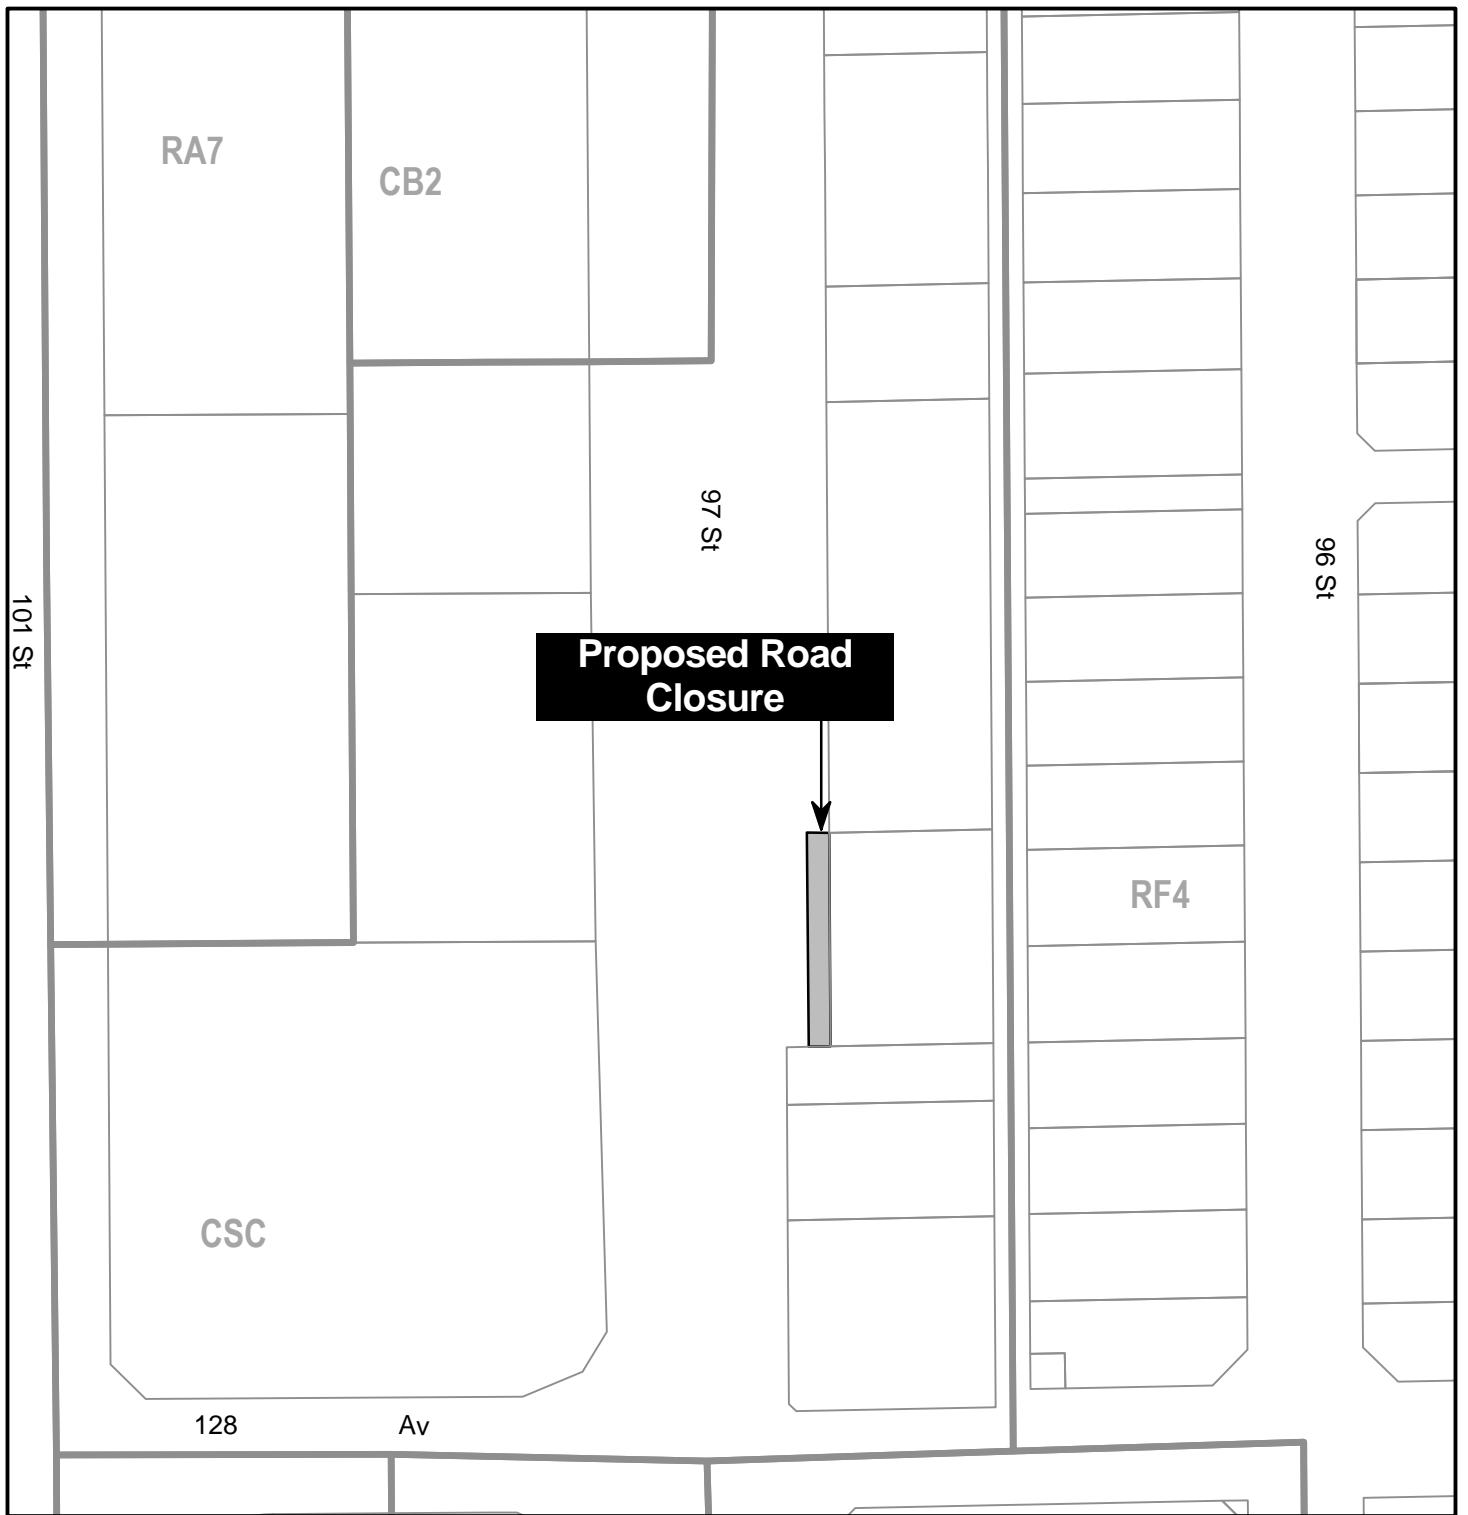 RA7
CB2
97 St
96 St
101 St
Proposed Road
Closure
RF4
CSC
128 Av